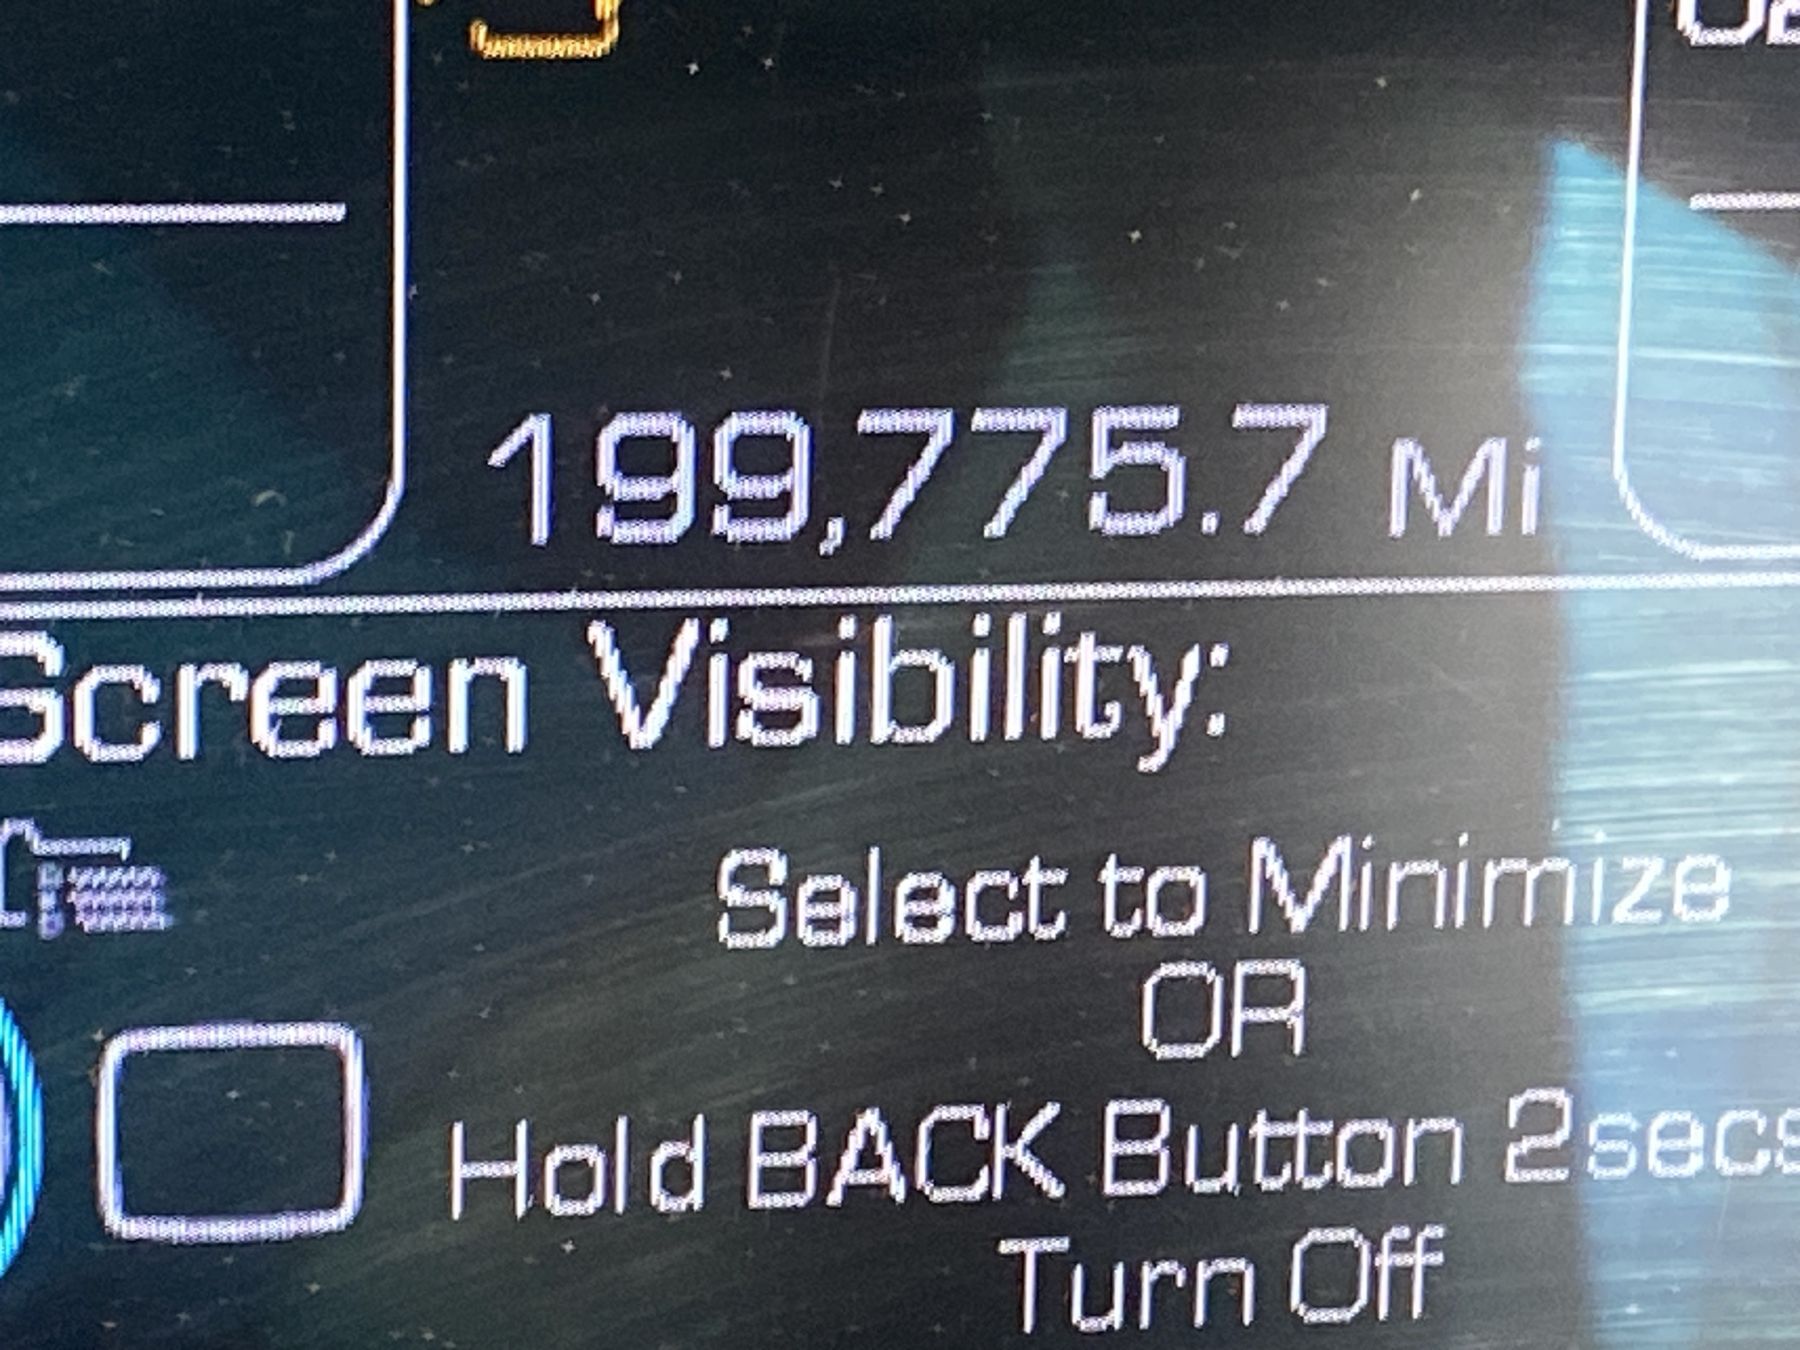 199,775.7 Mi
Screen Visibility:
Select to Minimize
OR
Hold BACK Button 2secs
Turn Off